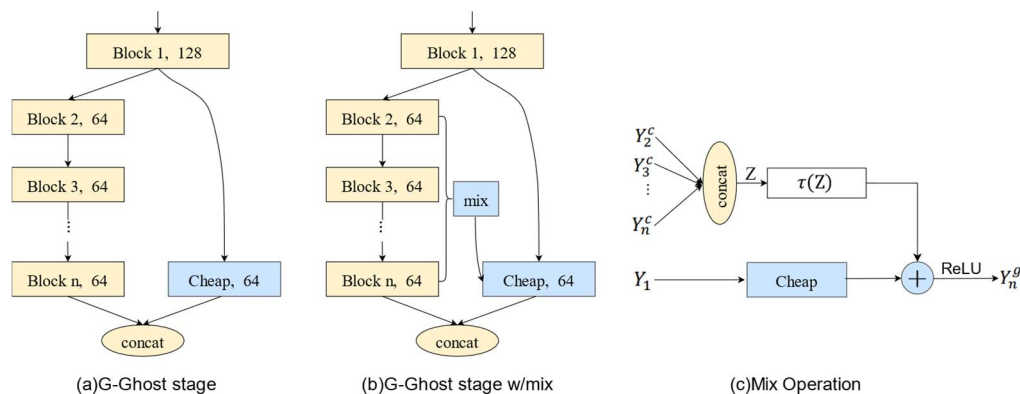 Block 1, 128
Block 2, 64
Block 3, 64
⋮
Block n, 64
Cheap, 64
concat
(a)G-Ghost stage
Block 1, 128
Block 2, 64
Block 3, 64
mix
⋮
Block n, 64
Cheap, 64
concat
(b)G-Ghost stage w/mix
Y₂ᶜ
Y₃ᶜ
⋮
Yₙᶜ
concat
Z
τ(Z)
Y₁
Cheap
+
ReLU
Yₙᵍ
(c)Mix Operation